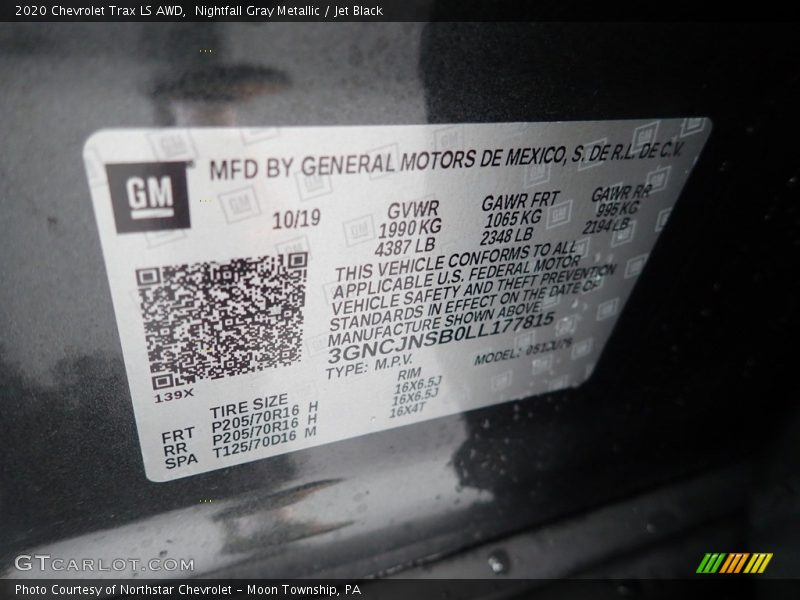 2020 Chevrolet Trax LS AWD, Nightfall Gray Metallic / Jet Black
GM
MFD BY GENERAL MOTORS DE MEXICO, S. DE R.L. DE C.V.
10/19
GVWR
1990 KG
4387 LB
GAWR FRT
1065 KG
2348 LB
GAWR RR
995 KG
2194 LB
THIS VEHICLE CONFORMS TO ALL
APPLICABLE U.S. FEDERAL MOTOR
VEHICLE SAFETY AND THEFT PREVENTION
STANDARDS IN EFFECT ON THE DATE OF
MANUFACTURE SHOWN ABOVE.
3GNCJNSB0LL177815
TYPE: M.P.V.
MODEL: 051JU76
139X
TIRE SIZE
RIM
FRT P205/70R16 H 16X6.5J
RR P205/70R16 H 16X6.5J
SPA T125/70D16 M 16X4T
GTCARLOT.COM
Photo Courtesy of Northstar Chevrolet - Moon Township, PA